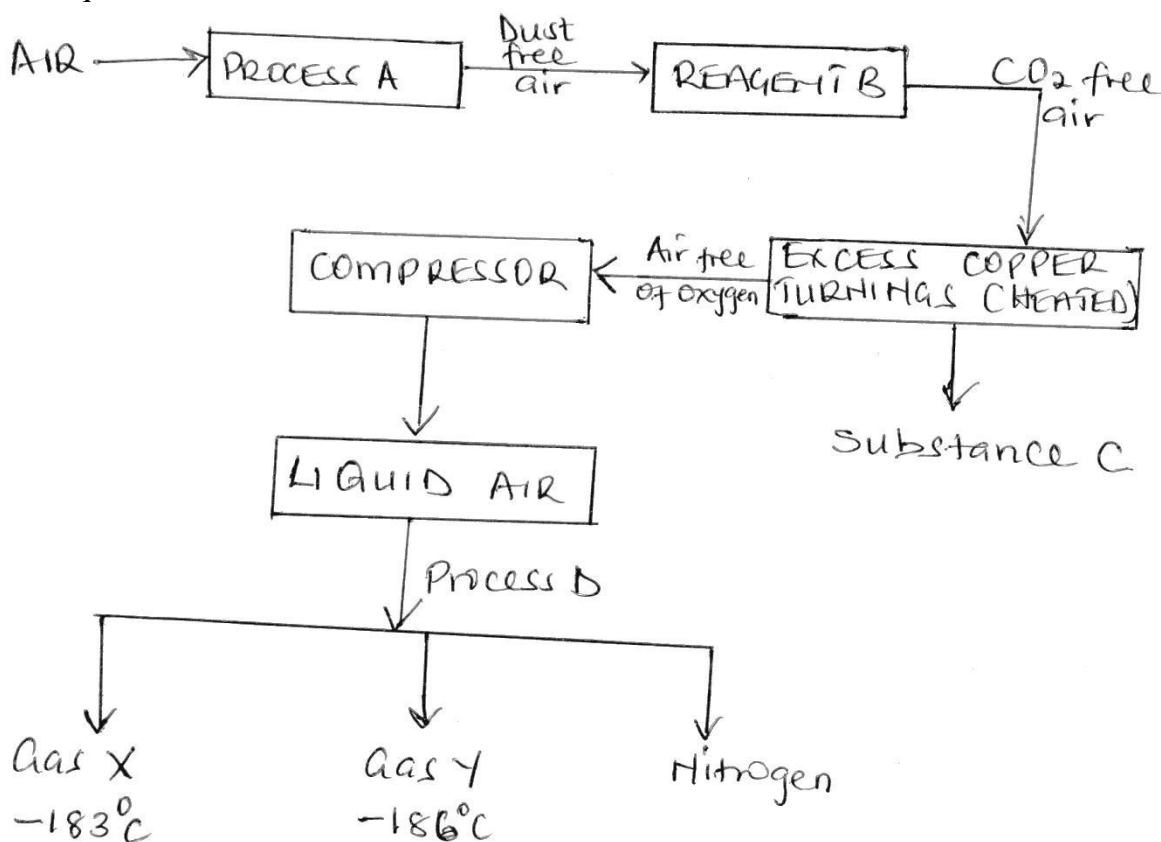 AIR
PROCESS A
Dust
free
air
REAGENT B
CO2 free
air
COMPRESSOR
Air free
of oxygen
EXCESS COPPER
TURNINGS (HEATED)
Substance C
LIQUID AIR
Process D
Gas X
-183°C
Gas Y
-186°C
Nitrogen